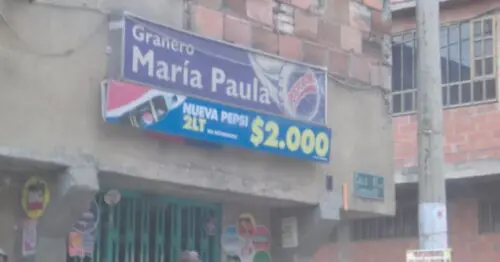 Granero
María Paula
NUEVA PEPSI
2LT
$2.000